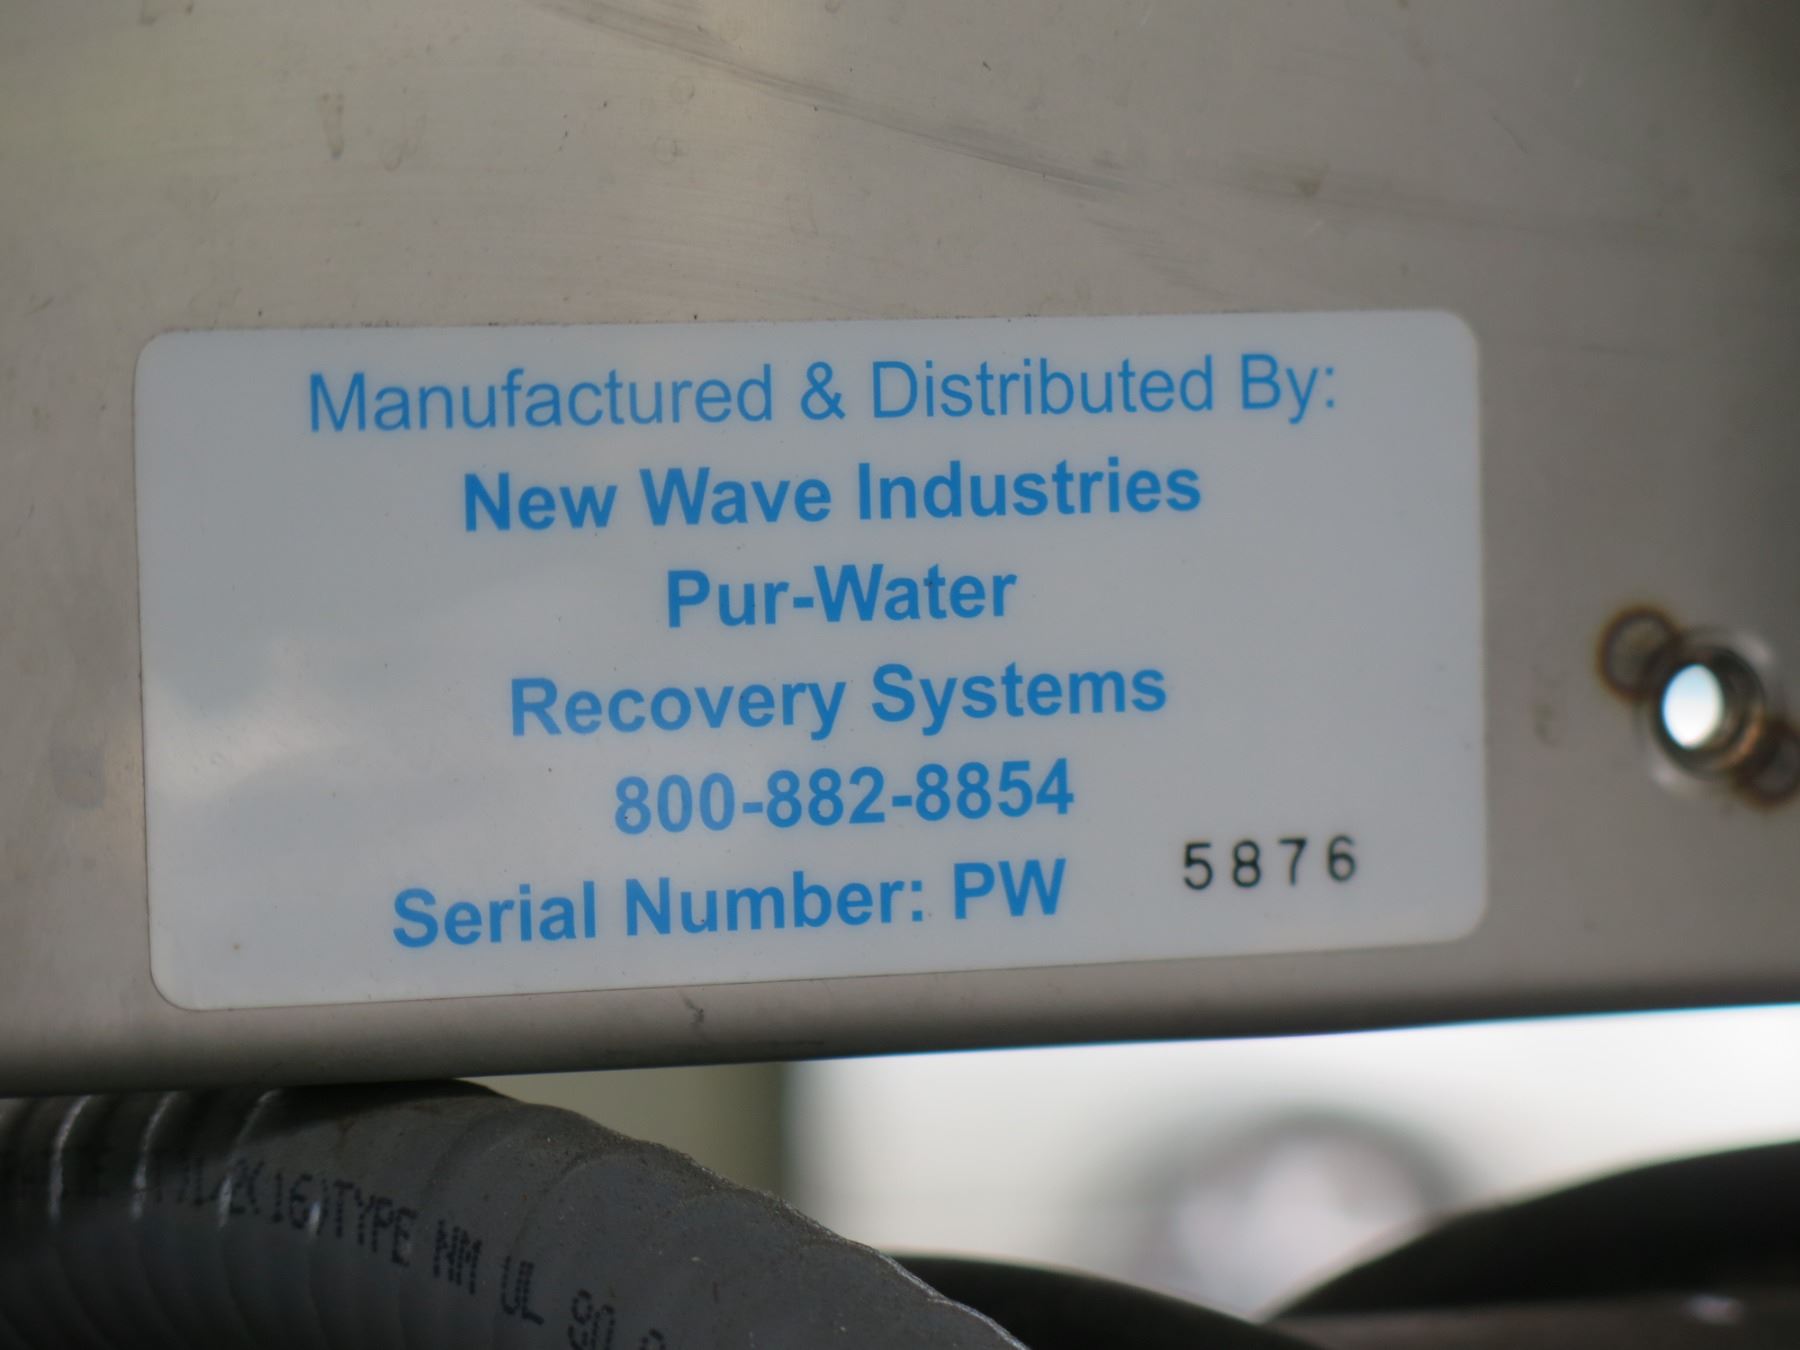 Manufactured & Distributed By:
New Wave Industries
Pur-Water
Recovery Systems
800-882-8854
Serial Number: PW 5876
TYPE NM UL